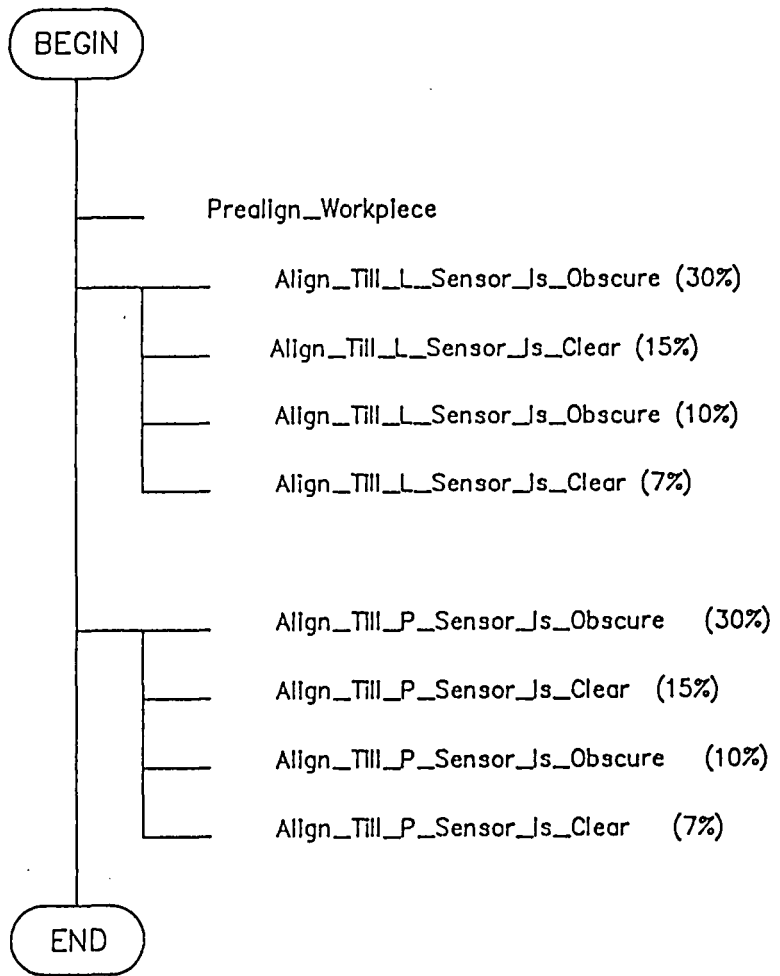 BEGIN
Prealign_Workpiece
Align_Till_L_Sensor_Is_Obscure (30%)
Align_Till_L_Sensor_Is_Clear (15%)
Align_Till_L_Sensor_Is_Obscure (10%)
Align_Till_L_Sensor_Is_Clear (7%)
Align_Till_P_Sensor_Is_Obscure (30%)
Align_Till_P_Sensor_Is_Clear (15%)
Align_Till_P_Sensor_Is_Obscure (10%)
Align_Till_P_Sensor_Is_Clear (7%)
END